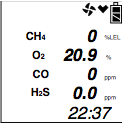 CH4 0 %LEL
O2 20.9 %
CO 0 ppm
H2S 0.0 ppm
22:37